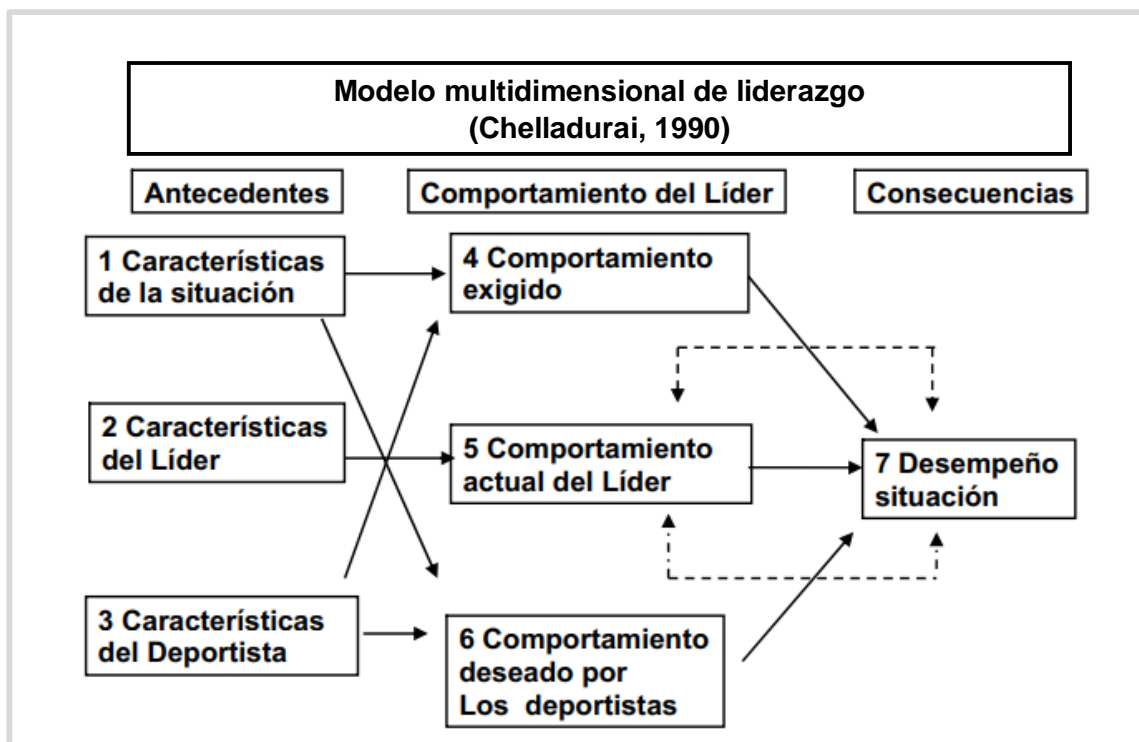 Modelo multidimensional de liderazgo
(Chelladurai, 1990)
Antecedentes
Comportamiento del Líder
Consecuencias
1 Características
de la situación
4 Comportamiento
exigido
2 Características
del Líder
5 Comportamiento
actual del Líder
7 Desempeño
situación
3 Características
del Deportista
6 Comportamiento
deseado por
Los deportistas